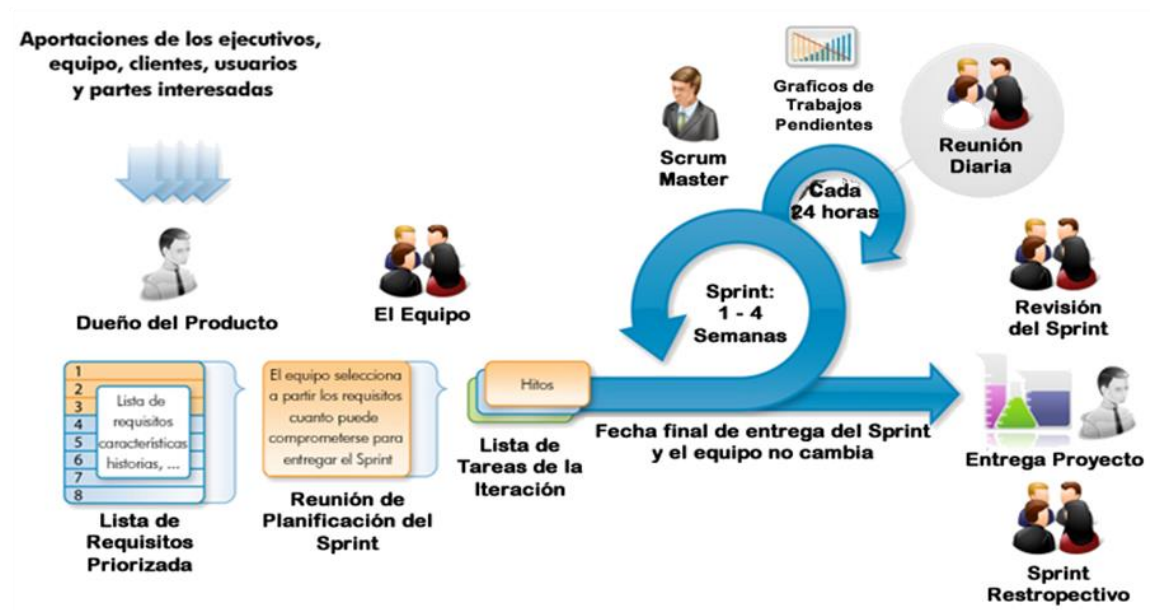 Aportaciones de los ejecutivos,
equipo, clientes, usuarios
y partes interesadas
Dueño del Producto
El Equipo
1
2
3
4
5
6
7
8
Lista de
requisitos
características
historias, ...
Lista de
Requisitos
Priorizada
El equipo selecciona
a partir los requisitos
cuanto puede
comprometerse para
entregar el Sprint
Reunión de
Planificación del
Sprint
Hitos
Lista de
Tareas de la
Iteración
Scrum
Master
Graficos de
Trabajos
Pendientes
Reunión
Diaria
Cada
24 horas
Sprint:
1 - 4
Semanas
Fecha final de entrega del Sprint
y el equipo no cambia
Revisión
del Sprint
Entrega Proyecto
Sprint
Restropectivo